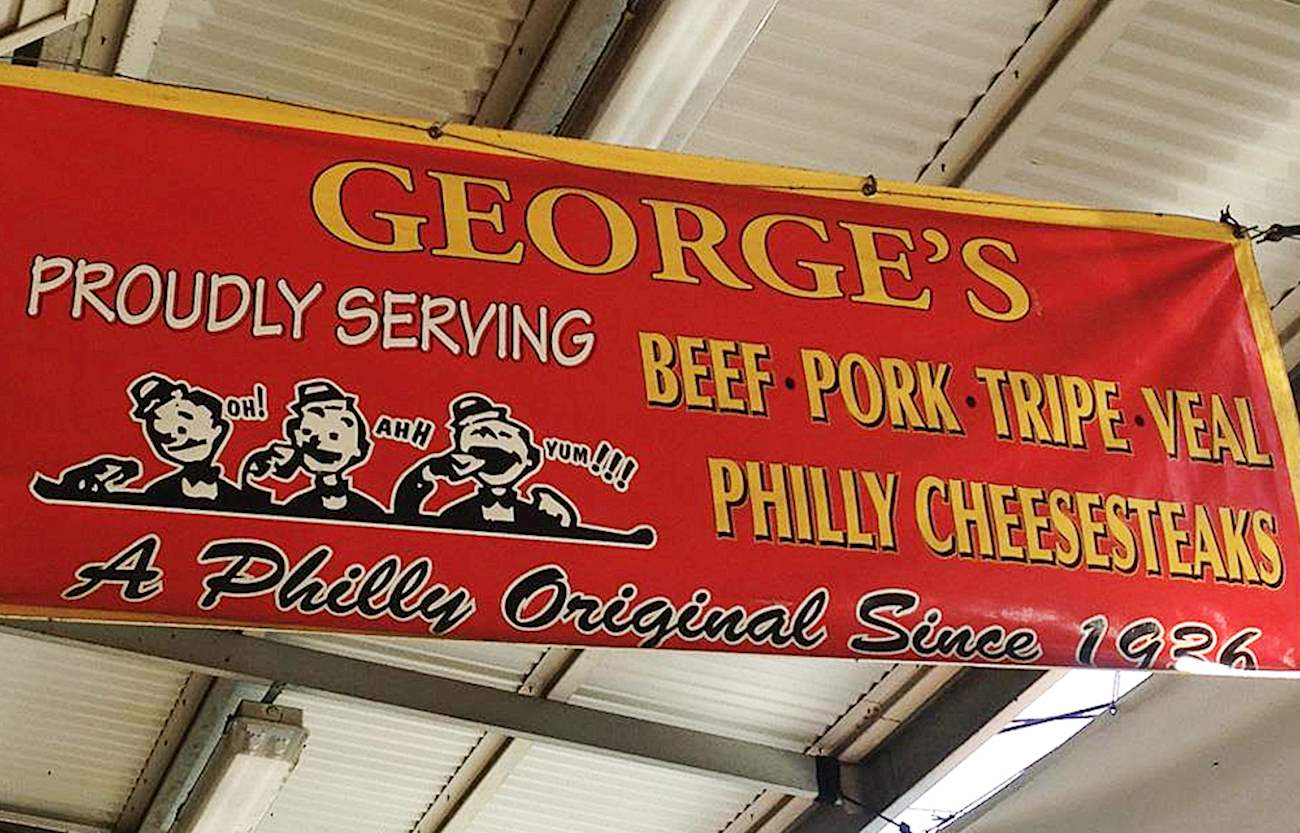 GEORGE'S
PROUDLY SERVING
BEEF · PORK · TRIPE · VEAL
PHILLY CHEESESTEAKS
OH!
AHH
YUM!!!
A Philly Original Since 1936